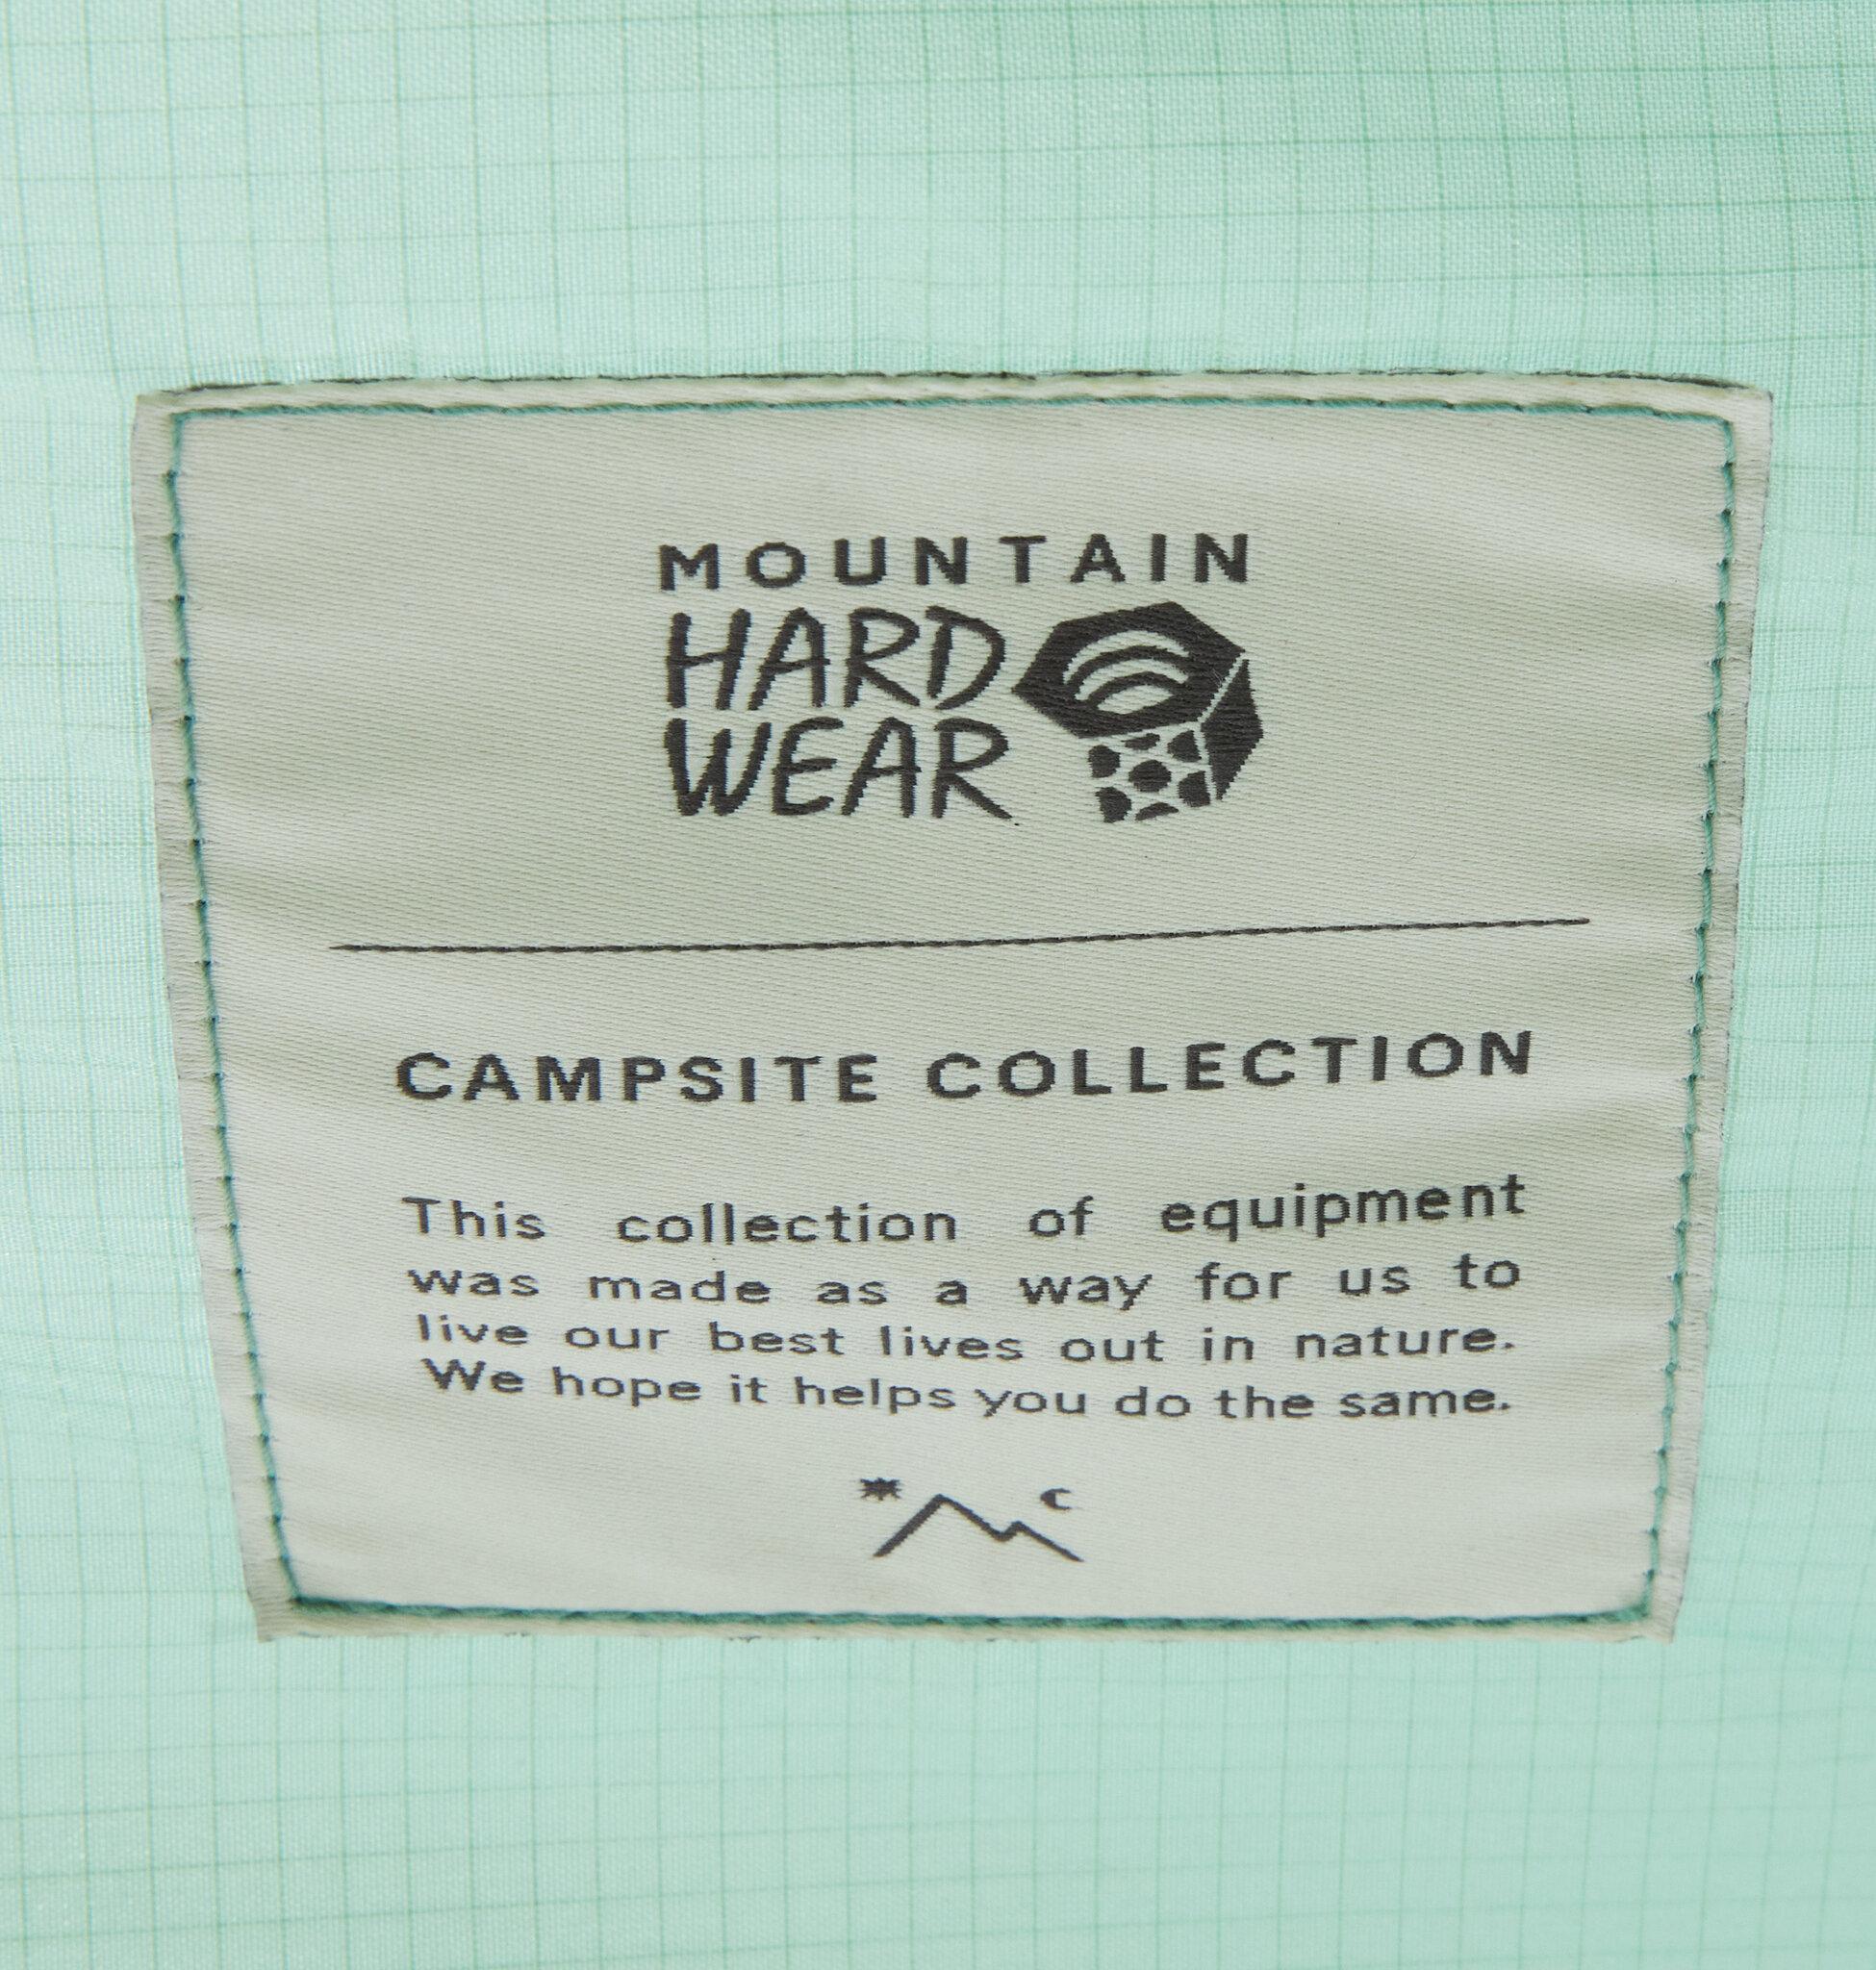 MOUNTAIN
HARD
WEAR
CAMPSITE COLLECTION
This collection of equipment
was made as a way for us to
live our best lives out in nature.
We hope it helps you do the same.